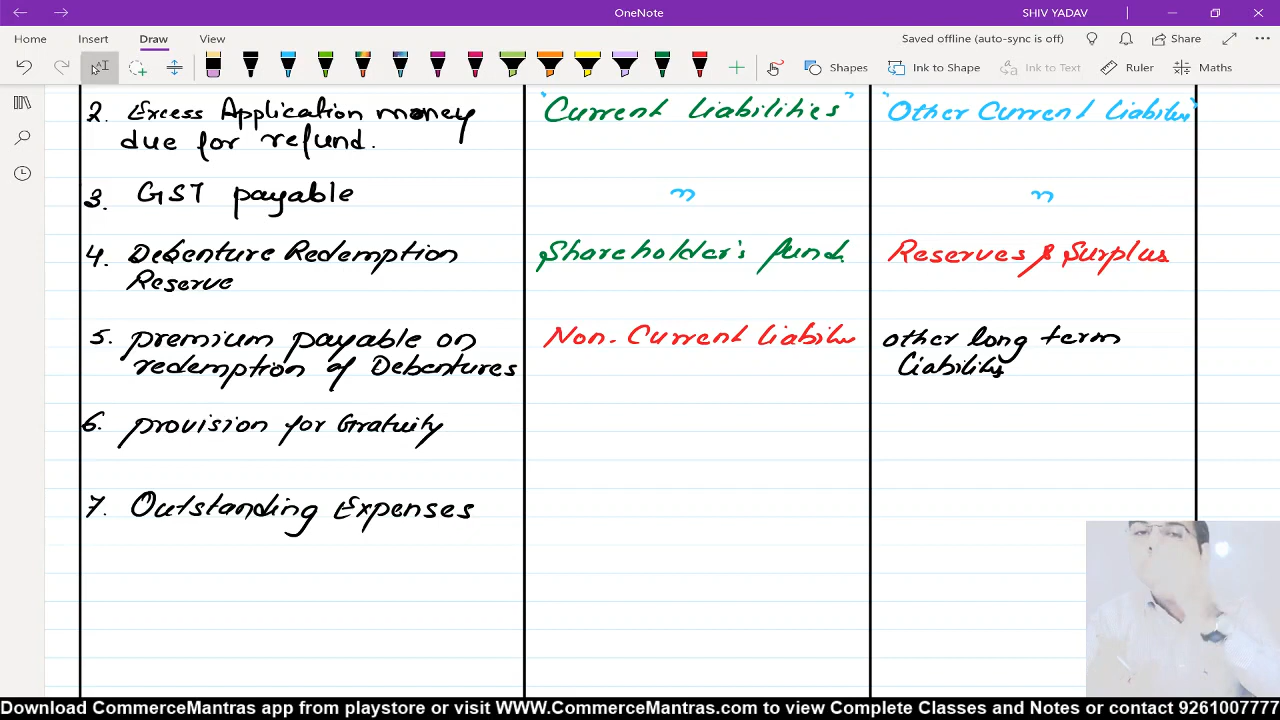 OneNote
SHIV YADAV
Home Insert Draw View
Saved offline (auto-sync is off)
Share
Shapes
Ink to Shape
Ink to Text
Ruler
Maths
2. Excess Application money "Current Liabilities" "Other Current Liabilities"
due for refund.
3. GST payable " "
4. Debenture Redemption Shareholder's fund. Reserves & Surplus
Reserve
5. premium payable on Non-Current Liabilities other long term
redemption of Debentures Liabilities
6. provision for Gratuity
7. Outstanding Expenses
Download CommerceMantras app from playstore or visit WWW.CommerceMantras.com to view Complete Classes and Notes or contact 9261007777